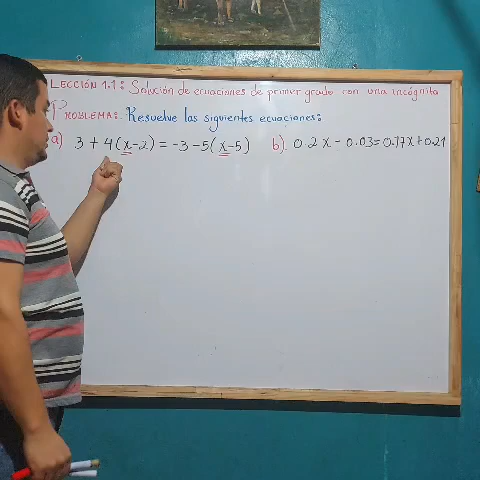 LECCIÓN 1.1: Solución de ecuaciones de primer grado con una incógnita
PROBLEMA: Resuelve las siguientes ecuaciones:
a) 3 + 4(x-2) = -3-5(x-5) b) 0.2x - 0.03=0.17x+0.21